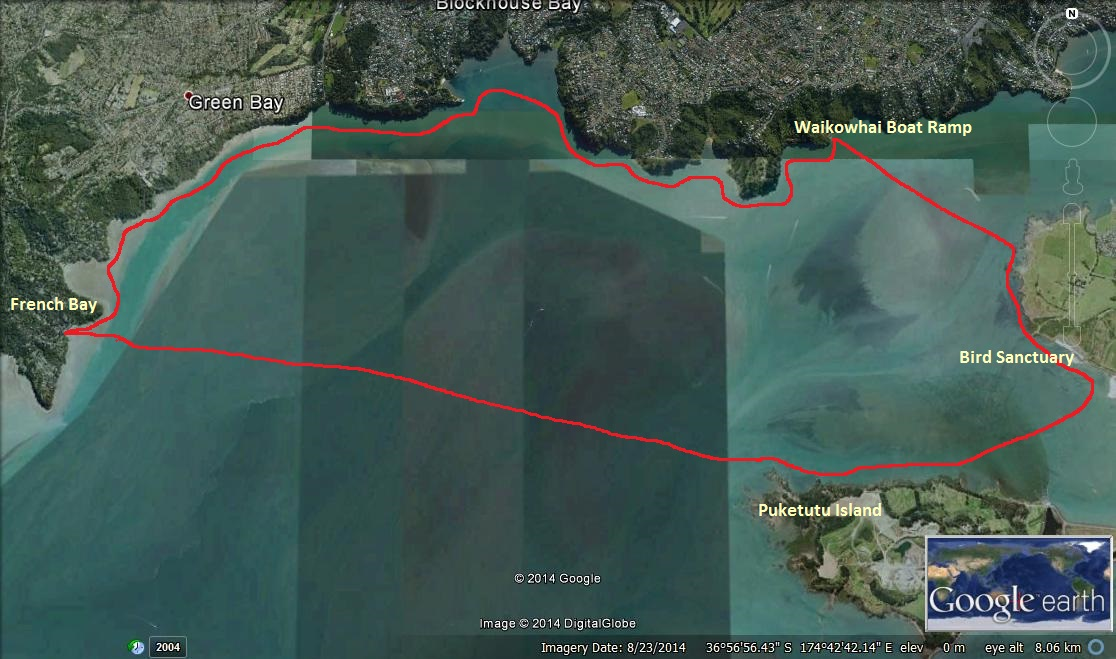 Blockhouse Bay
N
Green Bay
Waikowhai Boat Ramp
French Bay
Bird Sanctuary
Puketutu Island
© 2014 Google
Google earth
Image © 2014 DigitalGlobe
2004
Imagery Date: 8/23/2014 36°56'56.43" S 174°42'42.14" E elev 0 m eye alt 8.06 km